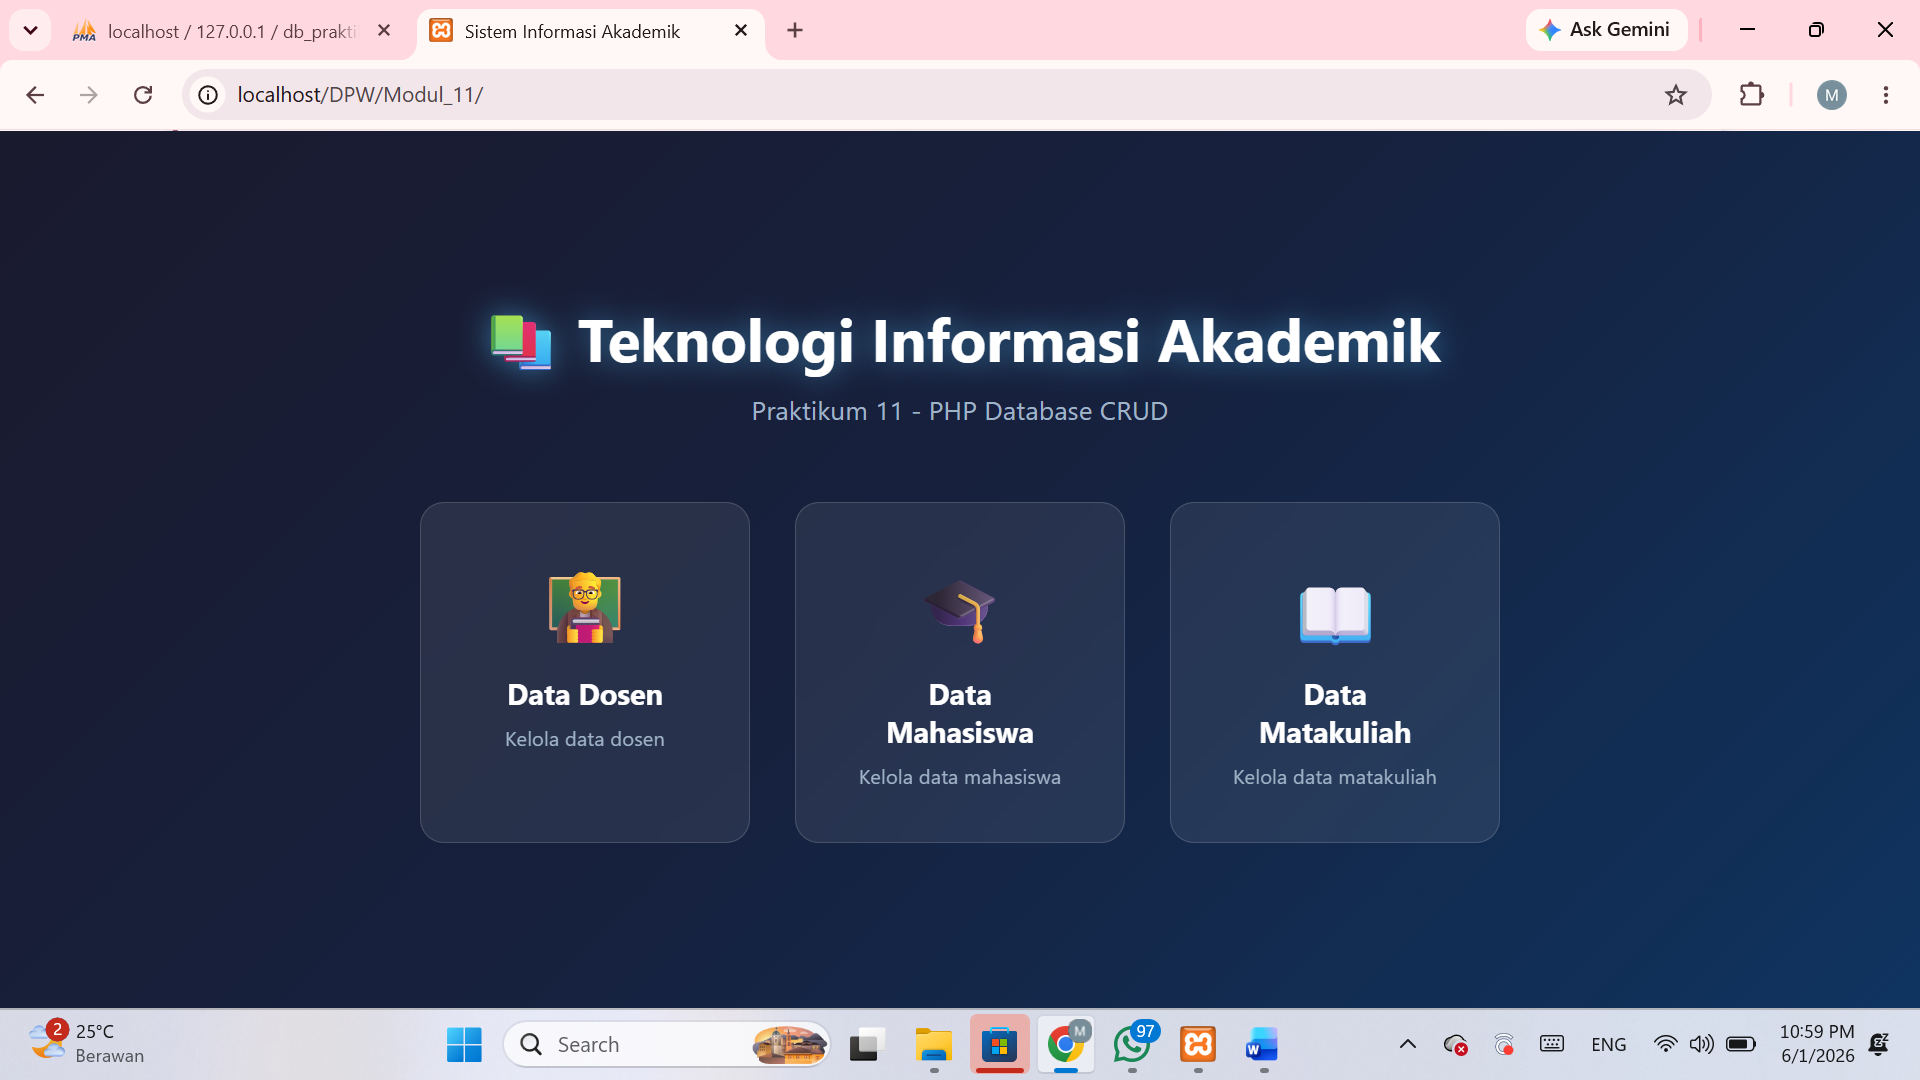 localhost / 127.0.0.1 / db_prakti
Sistem Informasi Akademik
Ask Gemini
localhost/DPW/Modul_11/
M
Teknologi Informasi Akademik
Praktikum 11 - PHP Database CRUD
Data Dosen
Kelola data dosen
Data
Mahasiswa
Kelola data mahasiswa
Data
Matakuliah
Kelola data matakuliah
2
25°C
Berawan
Search
M
97
W
ENG
10:59 PM
6/1/2026